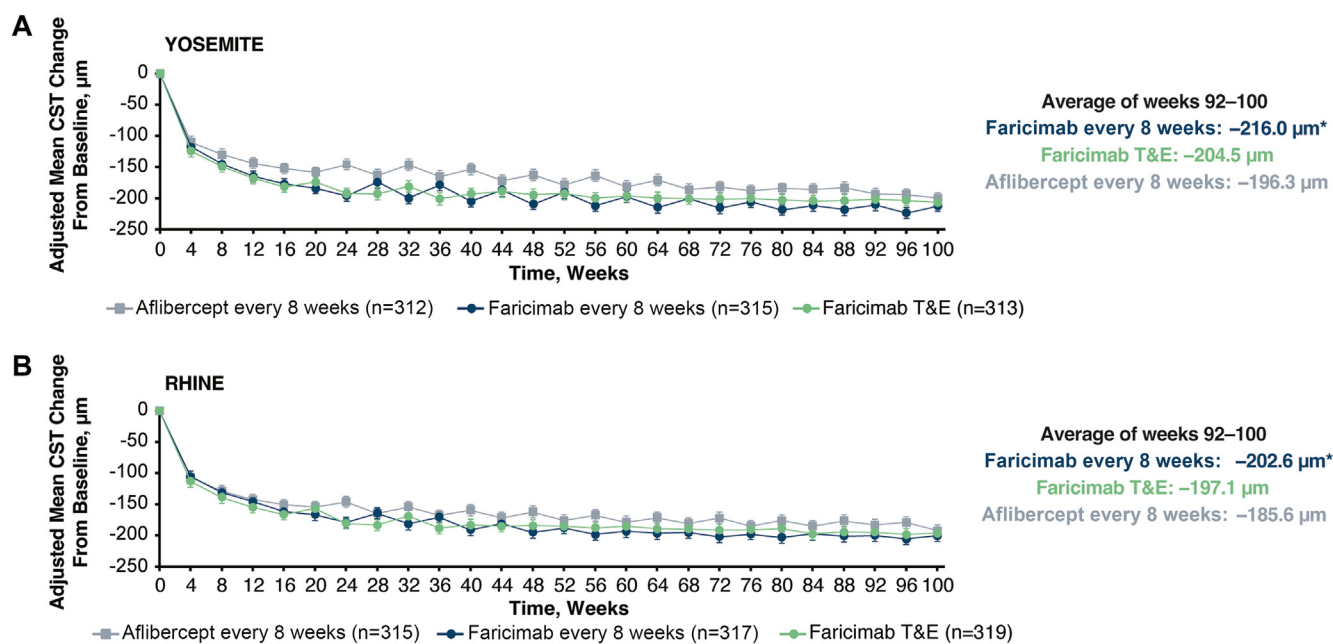 A
YOSEMITE
Adjusted Mean CST Change
From Baseline, µm
0
-50
-100
-150
-200
-250
0 4 8 12 16 20 24 28 32 36 40 44 48 52 56 60 64 68 72 76 80 84 88 92 96 100
Time, Weeks
Average of weeks 92–100
Faricimab every 8 weeks: –216.0 µm*
Faricimab T&E: –204.5 µm
Aflibercept every 8 weeks: –196.3 µm
Aflibercept every 8 weeks (n=312) Faricimab every 8 weeks (n=315) Faricimab T&E (n=313)
B
RHINE
Adjusted Mean CST Change
From Baseline, µm
0
-50
-100
-150
-200
-250
0 4 8 12 16 20 24 28 32 36 40 44 48 52 56 60 64 68 72 76 80 84 88 92 96 100
Time, Weeks
Average of weeks 92–100
Faricimab every 8 weeks: –202.6 µm*
Faricimab T&E: –197.1 µm
Aflibercept every 8 weeks: –185.6 µm
Aflibercept every 8 weeks (n=315) Faricimab every 8 weeks (n=317) Faricimab T&E (n=319)